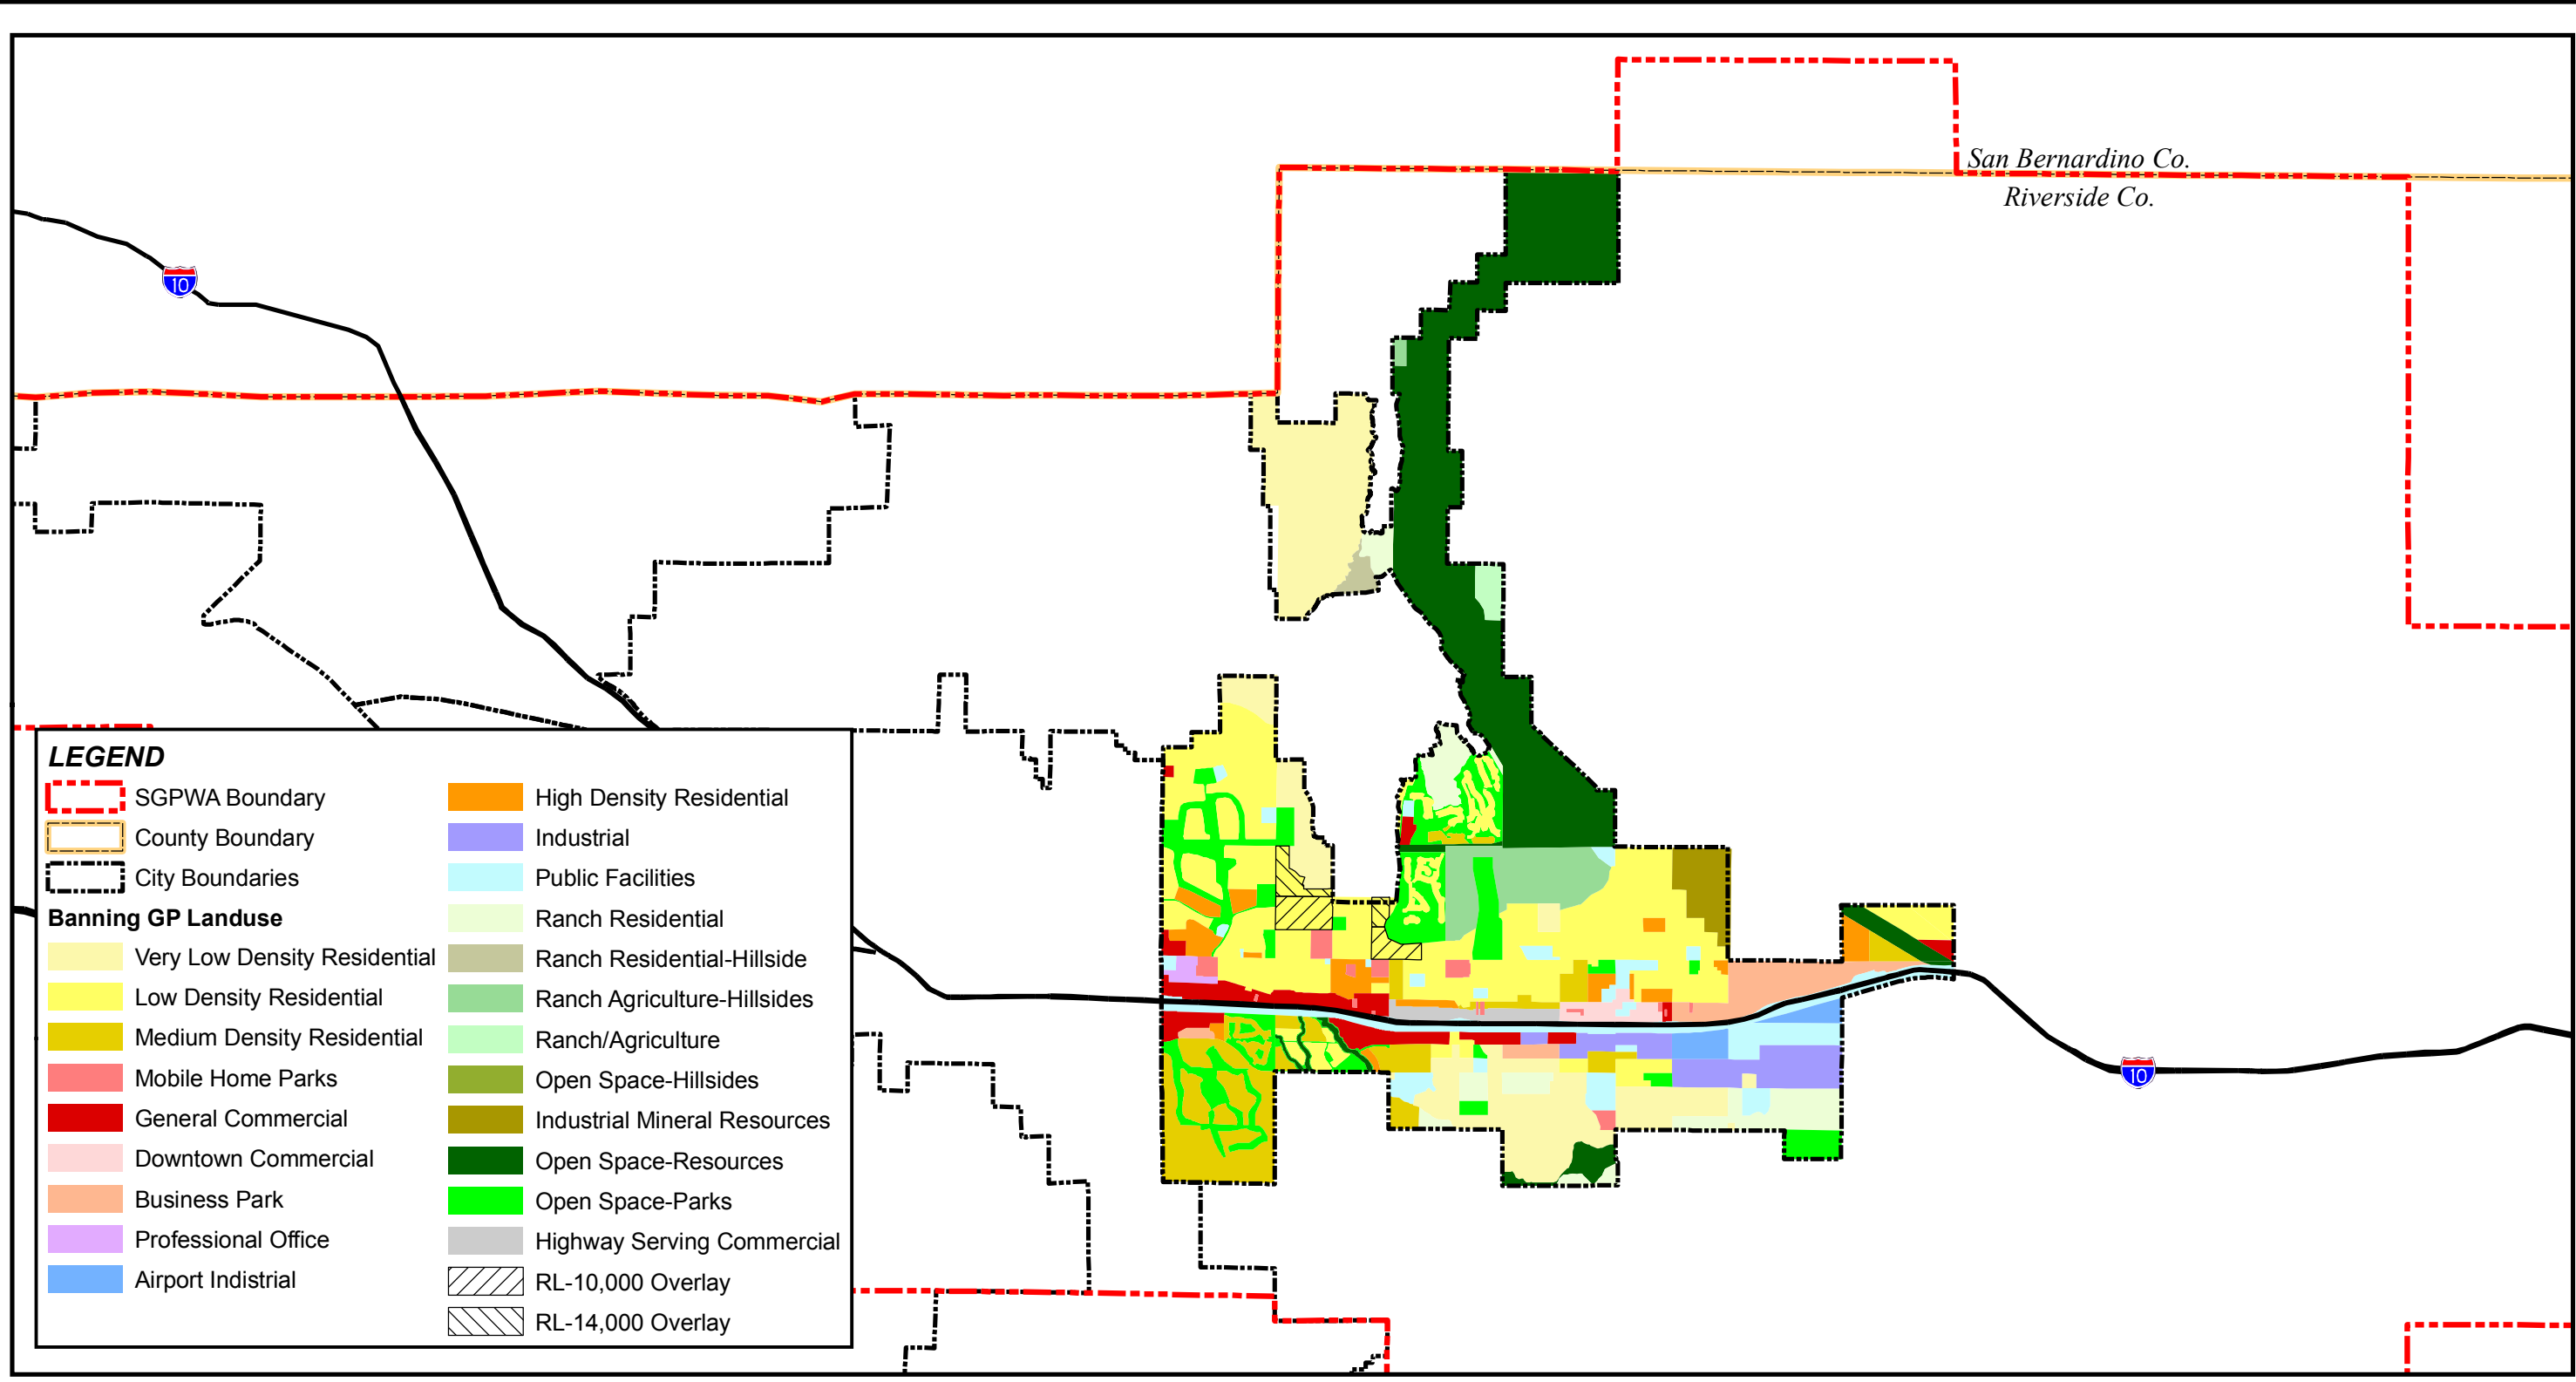 San Bernardino Co.
Riverside Co.
10
LEGEND
SGPWA Boundary
County Boundary
City Boundaries
Banning GP Landuse
Very Low Density Residential
Low Density Residential
Medium Density Residential
Mobile Home Parks
General Commercial
Downtown Commercial
Business Park
Professional Office
Airport Indistrial
High Density Residential
Industrial
Public Facilities
Ranch Residential
Ranch Residential-Hillside
Ranch Agriculture-Hillsides
Ranch/Agriculture
Open Space-Hillsides
Industrial Mineral Resources
Open Space-Resources
Open Space-Parks
Highway Serving Commercial
RL-10,000 Overlay
RL-14,000 Overlay
10